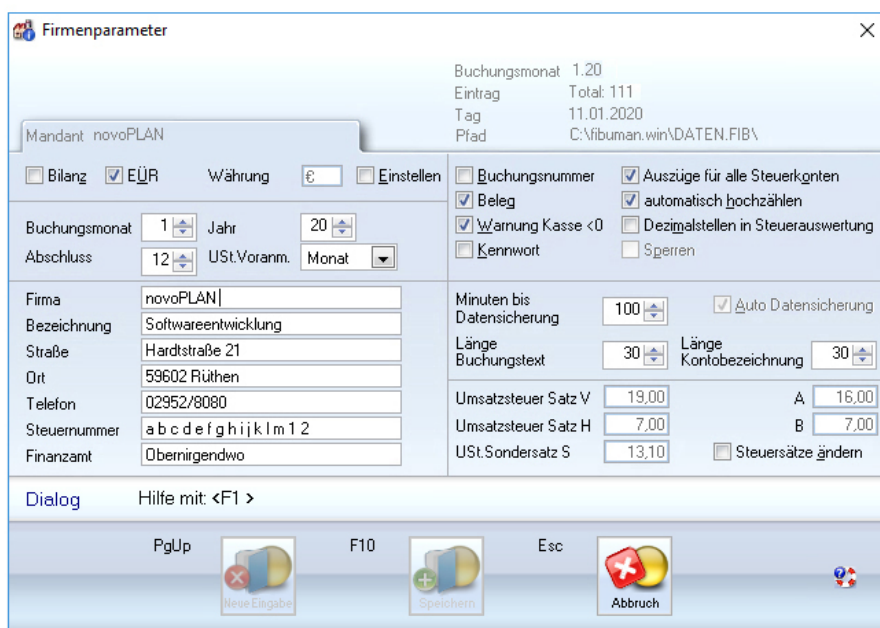 Firmenparameter
Buchungsmonat 1.20
Eintrag Total: 111
Tag 11.01.2020
Pfad C:\fibuman.win\DATEN.FIB\
Mandant novoPLAN
Bilanz EÜR Währung € Einstellen
Buchungsmonat 1 Jahr 20
Abschluss 12 USt.Voranm. Monat
Buchungsnummer Auszüge für alle Steuerkonten
Beleg automatisch hochzählen
Warnung Kasse <0 Dezimalstellen in Steuerauswertung
Kennwort Sperren
Firma novoPLAN
Bezeichnung Softwareentwicklung
Straße Hardtstraße 21
Ort 59602 Rüthen
Telefon 02952/8080
Steuernummer a b c d e f g h i j k l m 1 2
Finanzamt Obernirgendwo
Minuten bis
Datensicherung 100 Auto Datensicherung
Länge
Buchungstext 30
Länge
Kontobezeichnung 30
Umsatzsteuer Satz V 19,00 A 16,00
Umsatzsteuer Satz H 7,00 B 7,00
USt.Sondersatz S 13,10 Steuersätze ändern
Dialog Hilfe mit: <F1 >
PgUp Neue Eingabe
F10 Speichern
Esc Abbruch